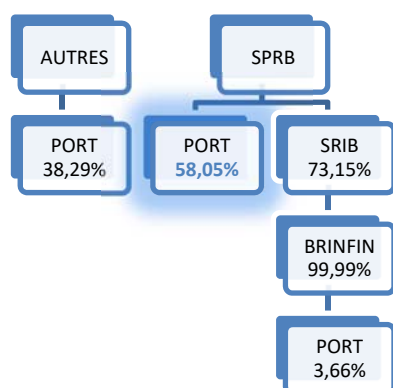 AUTRES
SPRB
PORT
38,29%
PORT
58,05%
SRIB
73,15%
BRINFIN
99,99%
PORT
3,66%